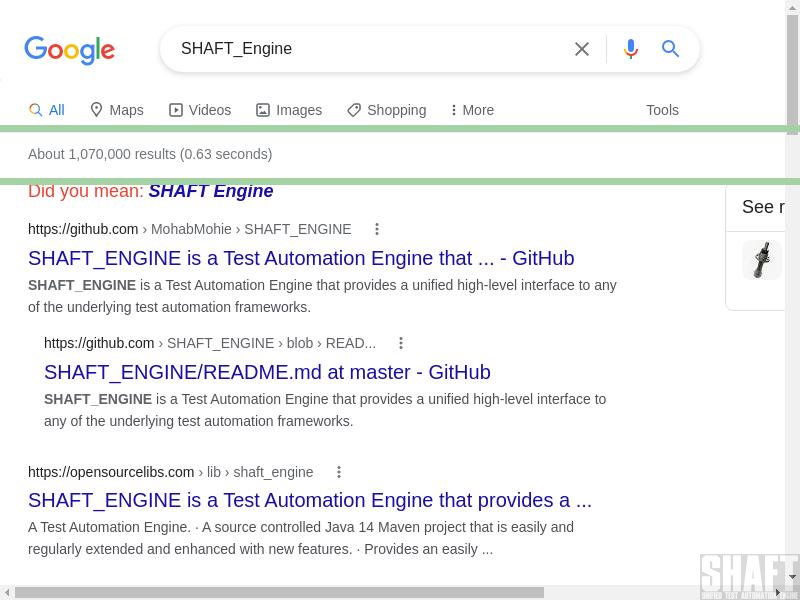 Google
SHAFT_Engine
All
Maps
Videos
Images
Shopping
More
Tools
About 1,070,000 results (0.63 seconds)
Did you mean: SHAFT Engine
See r
https://github.com › MohabMohie › SHAFT_ENGINE
SHAFT_ENGINE is a Test Automation Engine that ... - GitHub
SHAFT_ENGINE is a Test Automation Engine that provides a unified high-level interface to any
of the underlying test automation frameworks.
https://github.com › SHAFT_ENGINE › blob › READ...
SHAFT_ENGINE/README.md at master - GitHub
SHAFT_ENGINE is a Test Automation Engine that provides a unified high-level interface to
any of the underlying test automation frameworks.
https://opensourcelibs.com › lib › shaft_engine
SHAFT_ENGINE is a Test Automation Engine that provides a ...
A Test Automation Engine. · A source controlled Java 14 Maven project that is easily and
regularly extended and enhanced with new features. · Provides an easily ...
SHAFT
UNIFIED TEST AUTOMATION ENGINE